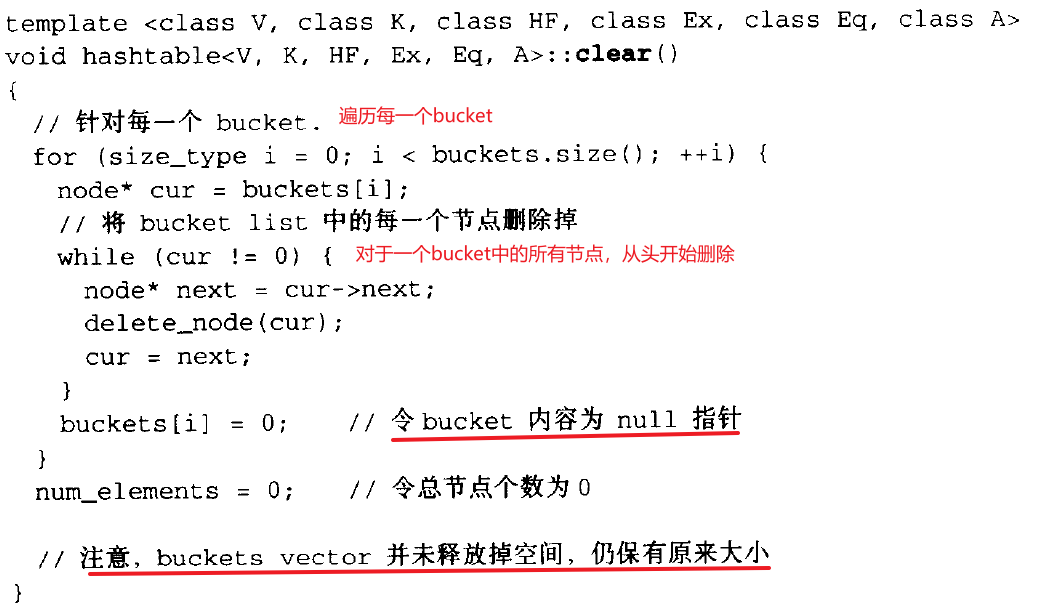 template <class V, class K, class HF, class Ex, class Eq, class A>
void hashtable<V, K, HF, Ex, Eq, A>::clear()
{
// 针对每一个 bucket. 遍历每一个bucket
for (size_type i = 0; i < buckets.size(); ++i) {
node* cur = buckets[i];
// 将 bucket list 中的每一个节点删除掉
while (cur != 0) { 对于一个bucket中的所有节点，从头开始删除
node* next = cur->next;
delete_node(cur);
cur = next;
}
buckets[i] = 0; // 令 bucket 内容为 null 指针
}
num_elements = 0; // 令总节点个数为 0
// 注意，buckets vector 并未释放掉空间，仍保有原来大小
}